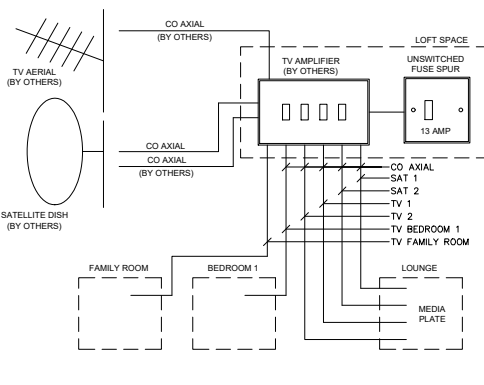 CO AXIAL
(BY OTHERS)
LOFT SPACE
TV AERIAL
(BY OTHERS)
TV AMPLIFIER
(BY OTHERS)
UNSWITCHED
FUSE SPUR
13 AMP
CO AXIAL
CO AXIAL
(BY OTHERS)
SATELLITE DISH
(BY OTHERS)
CO AXIAL
SAT 1
SAT 2
TV 1
TV 2
TV BEDROOM 1
TV FAMILY ROOM
FAMILY ROOM
BEDROOM 1
LOUNGE
MEDIA
PLATE